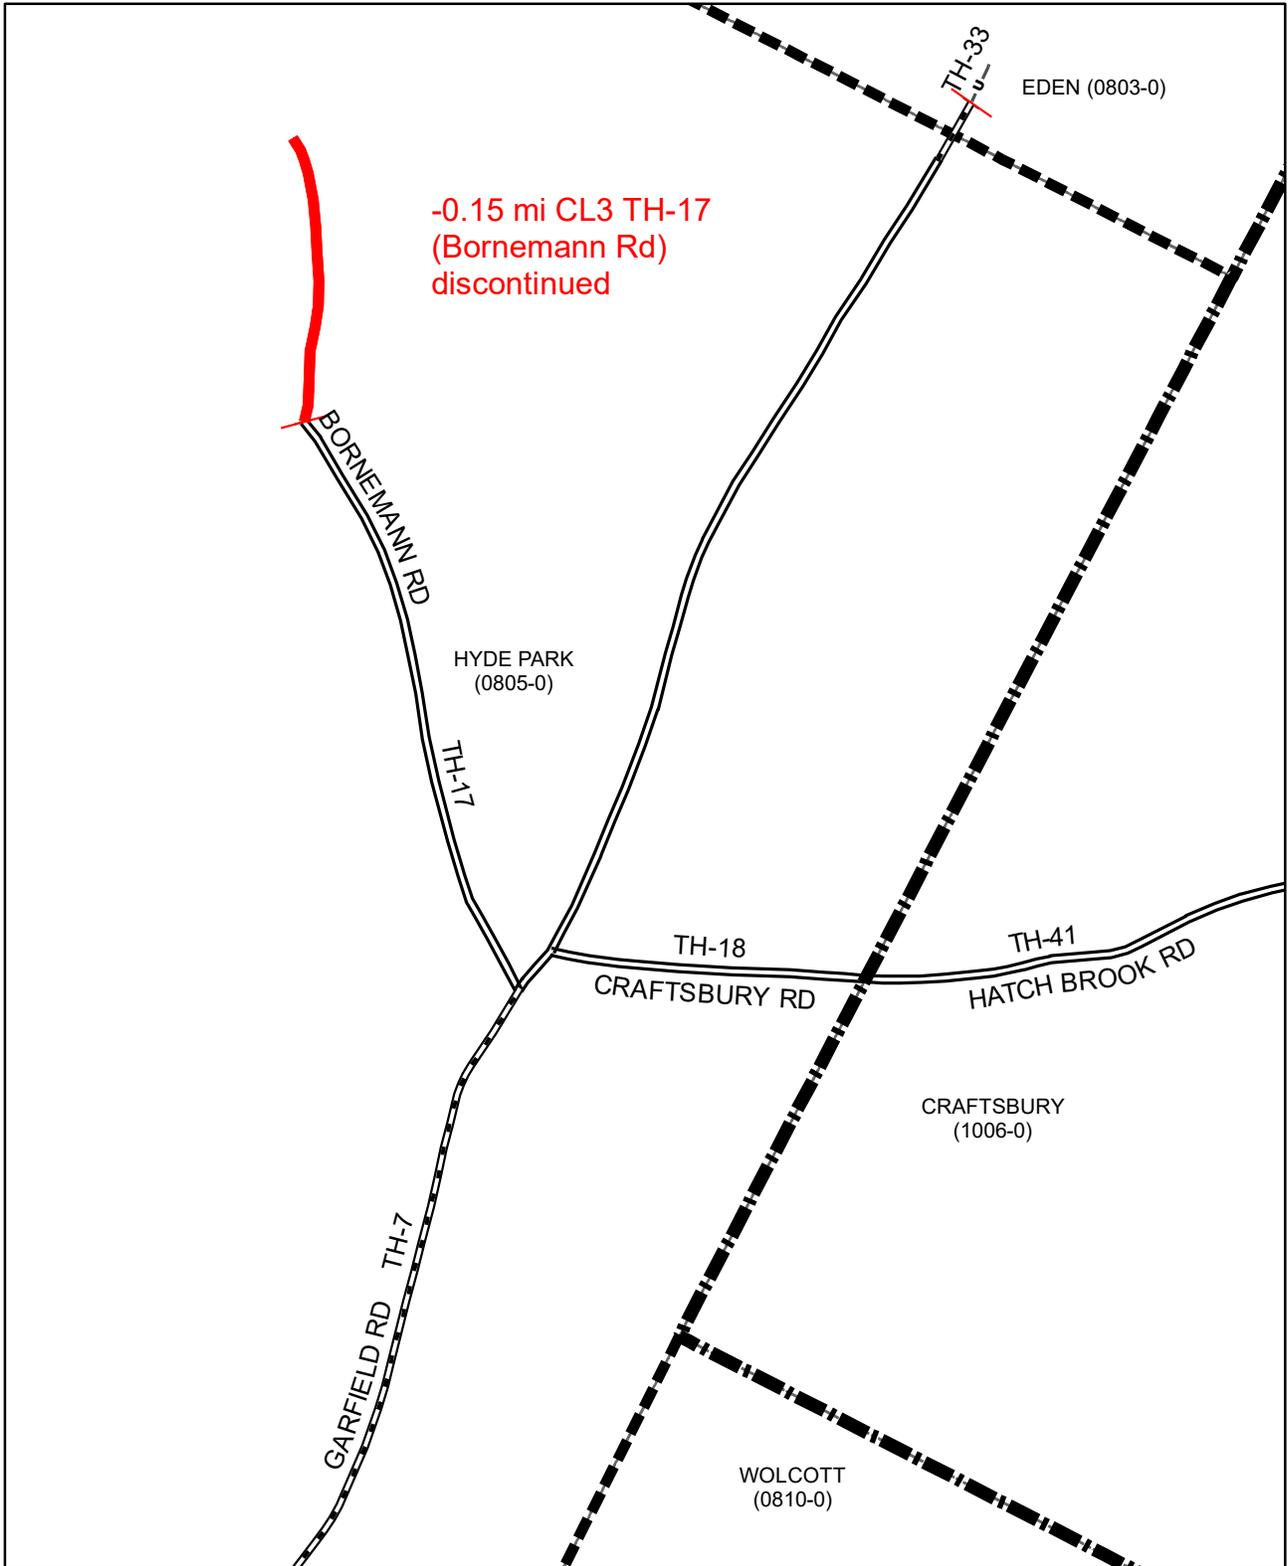 TH-33
EDEN (0803-0)
-0.15 mi CL3 TH-17
(Bornemann Rd)
discontinued
BORNEMANN RD
HYDE PARK
(0805-0)
TH-17
TH-18
CRAFTSBURY RD
TH-41
HATCH BROOK RD
CRAFTSBURY
(1006-0)
TH-7
GARFIELD RD
WOLCOTT
(0810-0)